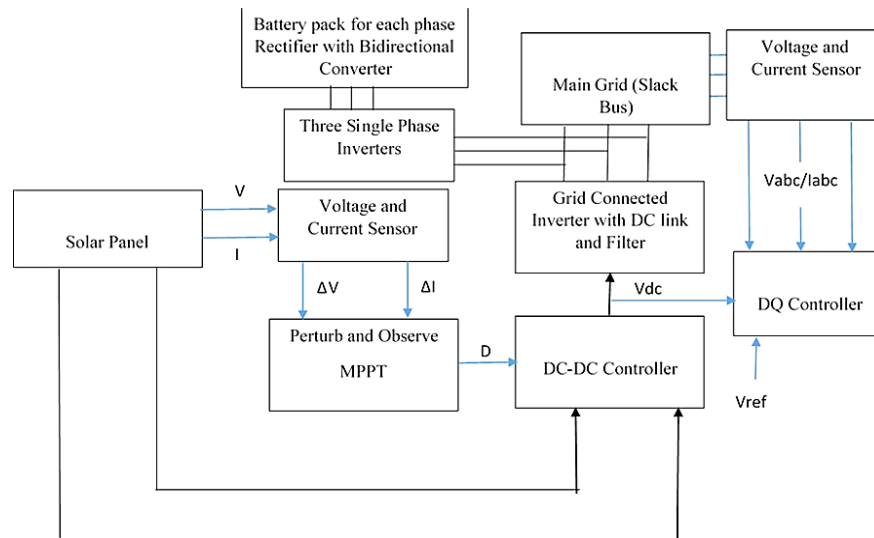 Battery pack for each phase
Rectifier with Bidirectional
Converter
Voltage and
Current Sensor
Main Grid (Slack
Bus)
Three Single Phase
Inverters
Vabc/Iabc
V
I
Solar Panel
Voltage and
Current Sensor
Grid Connected
Inverter with DC link
and Filter
ΔV
ΔI
Vdc
DQ Controller
Perturb and Observe
MPPT
D
DC-DC Controller
Vref